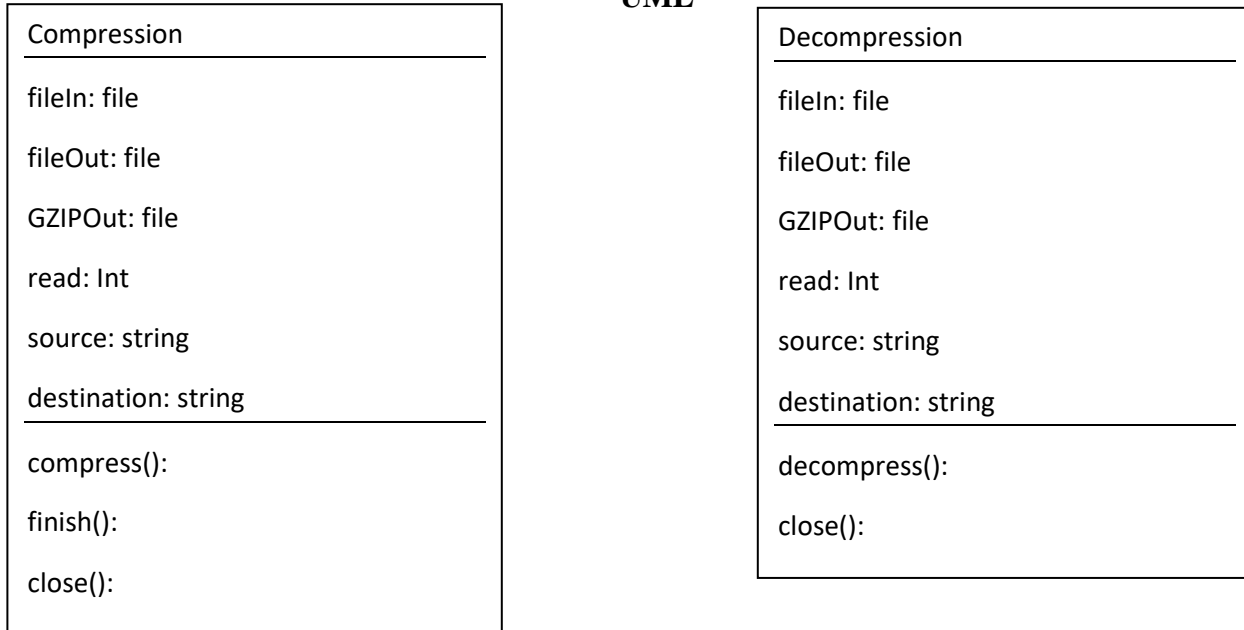 UML
Compression
fileIn: file
fileOut: file
GZIPOut: file
read: Int
source: string
destination: string
compress():
finish():
close():
Decompression
fileIn: file
fileOut: file
GZIPOut: file
read: Int
source: string
destination: string
decompress():
close():